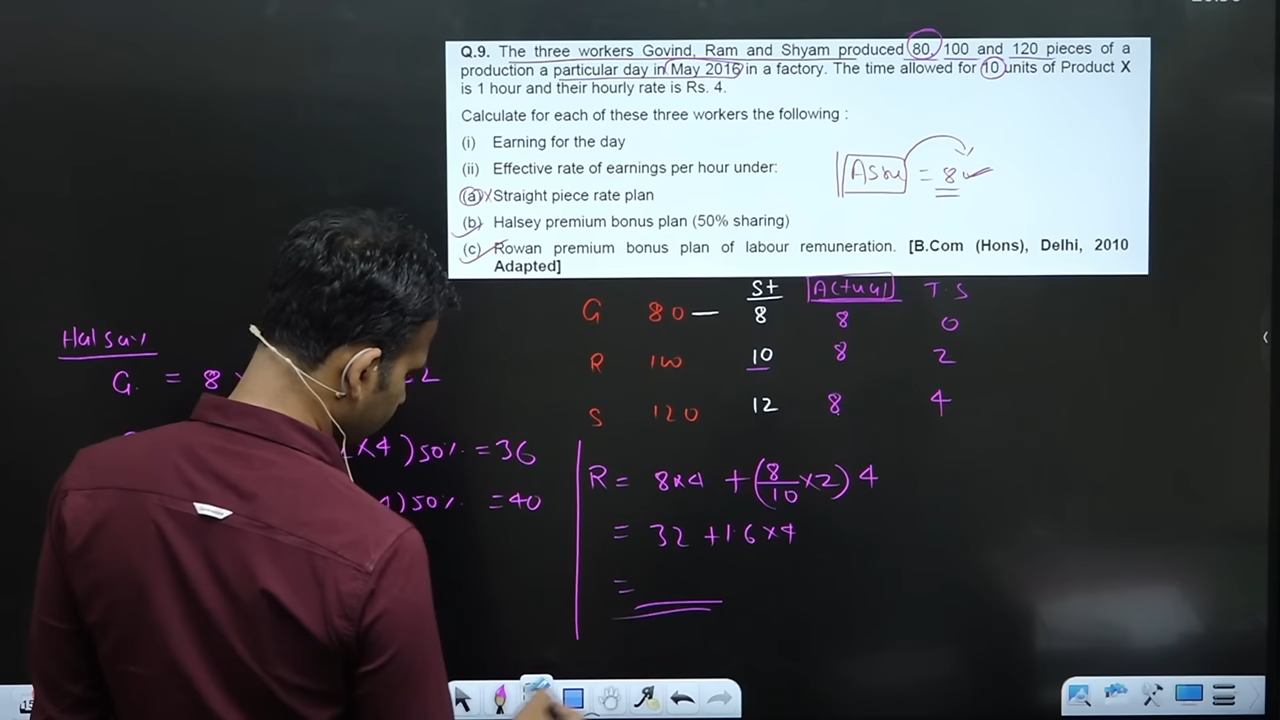 Q.9. The three workers Govind, Ram and Shyam produced 80, 100 and 120 pieces of a
production a particular day in May 2016 in a factory. The time allowed for 10 units of Product X
is 1 hour and their hourly rate is Rs. 4.
Calculate for each of these three workers the following :
(i) Earning for the day
(ii) Effective rate of earnings per hour under:
(a) Straight piece rate plan
(b) Halsey premium bonus plan (50% sharing)
(c) Rowan premium bonus plan of labour remuneration. [B.Com (Hons), Delhi, 2010
Adapted]
= 8
St Actual T.S
G 80 — 8 8 0
R 100 10 8 2
S 120 12 8 4
Halsay
G. = 8
×4)50% = 36
4)50% = 40
R = 8×4 + (8/10 ×2) 4
= 32 + 1.6×4
=